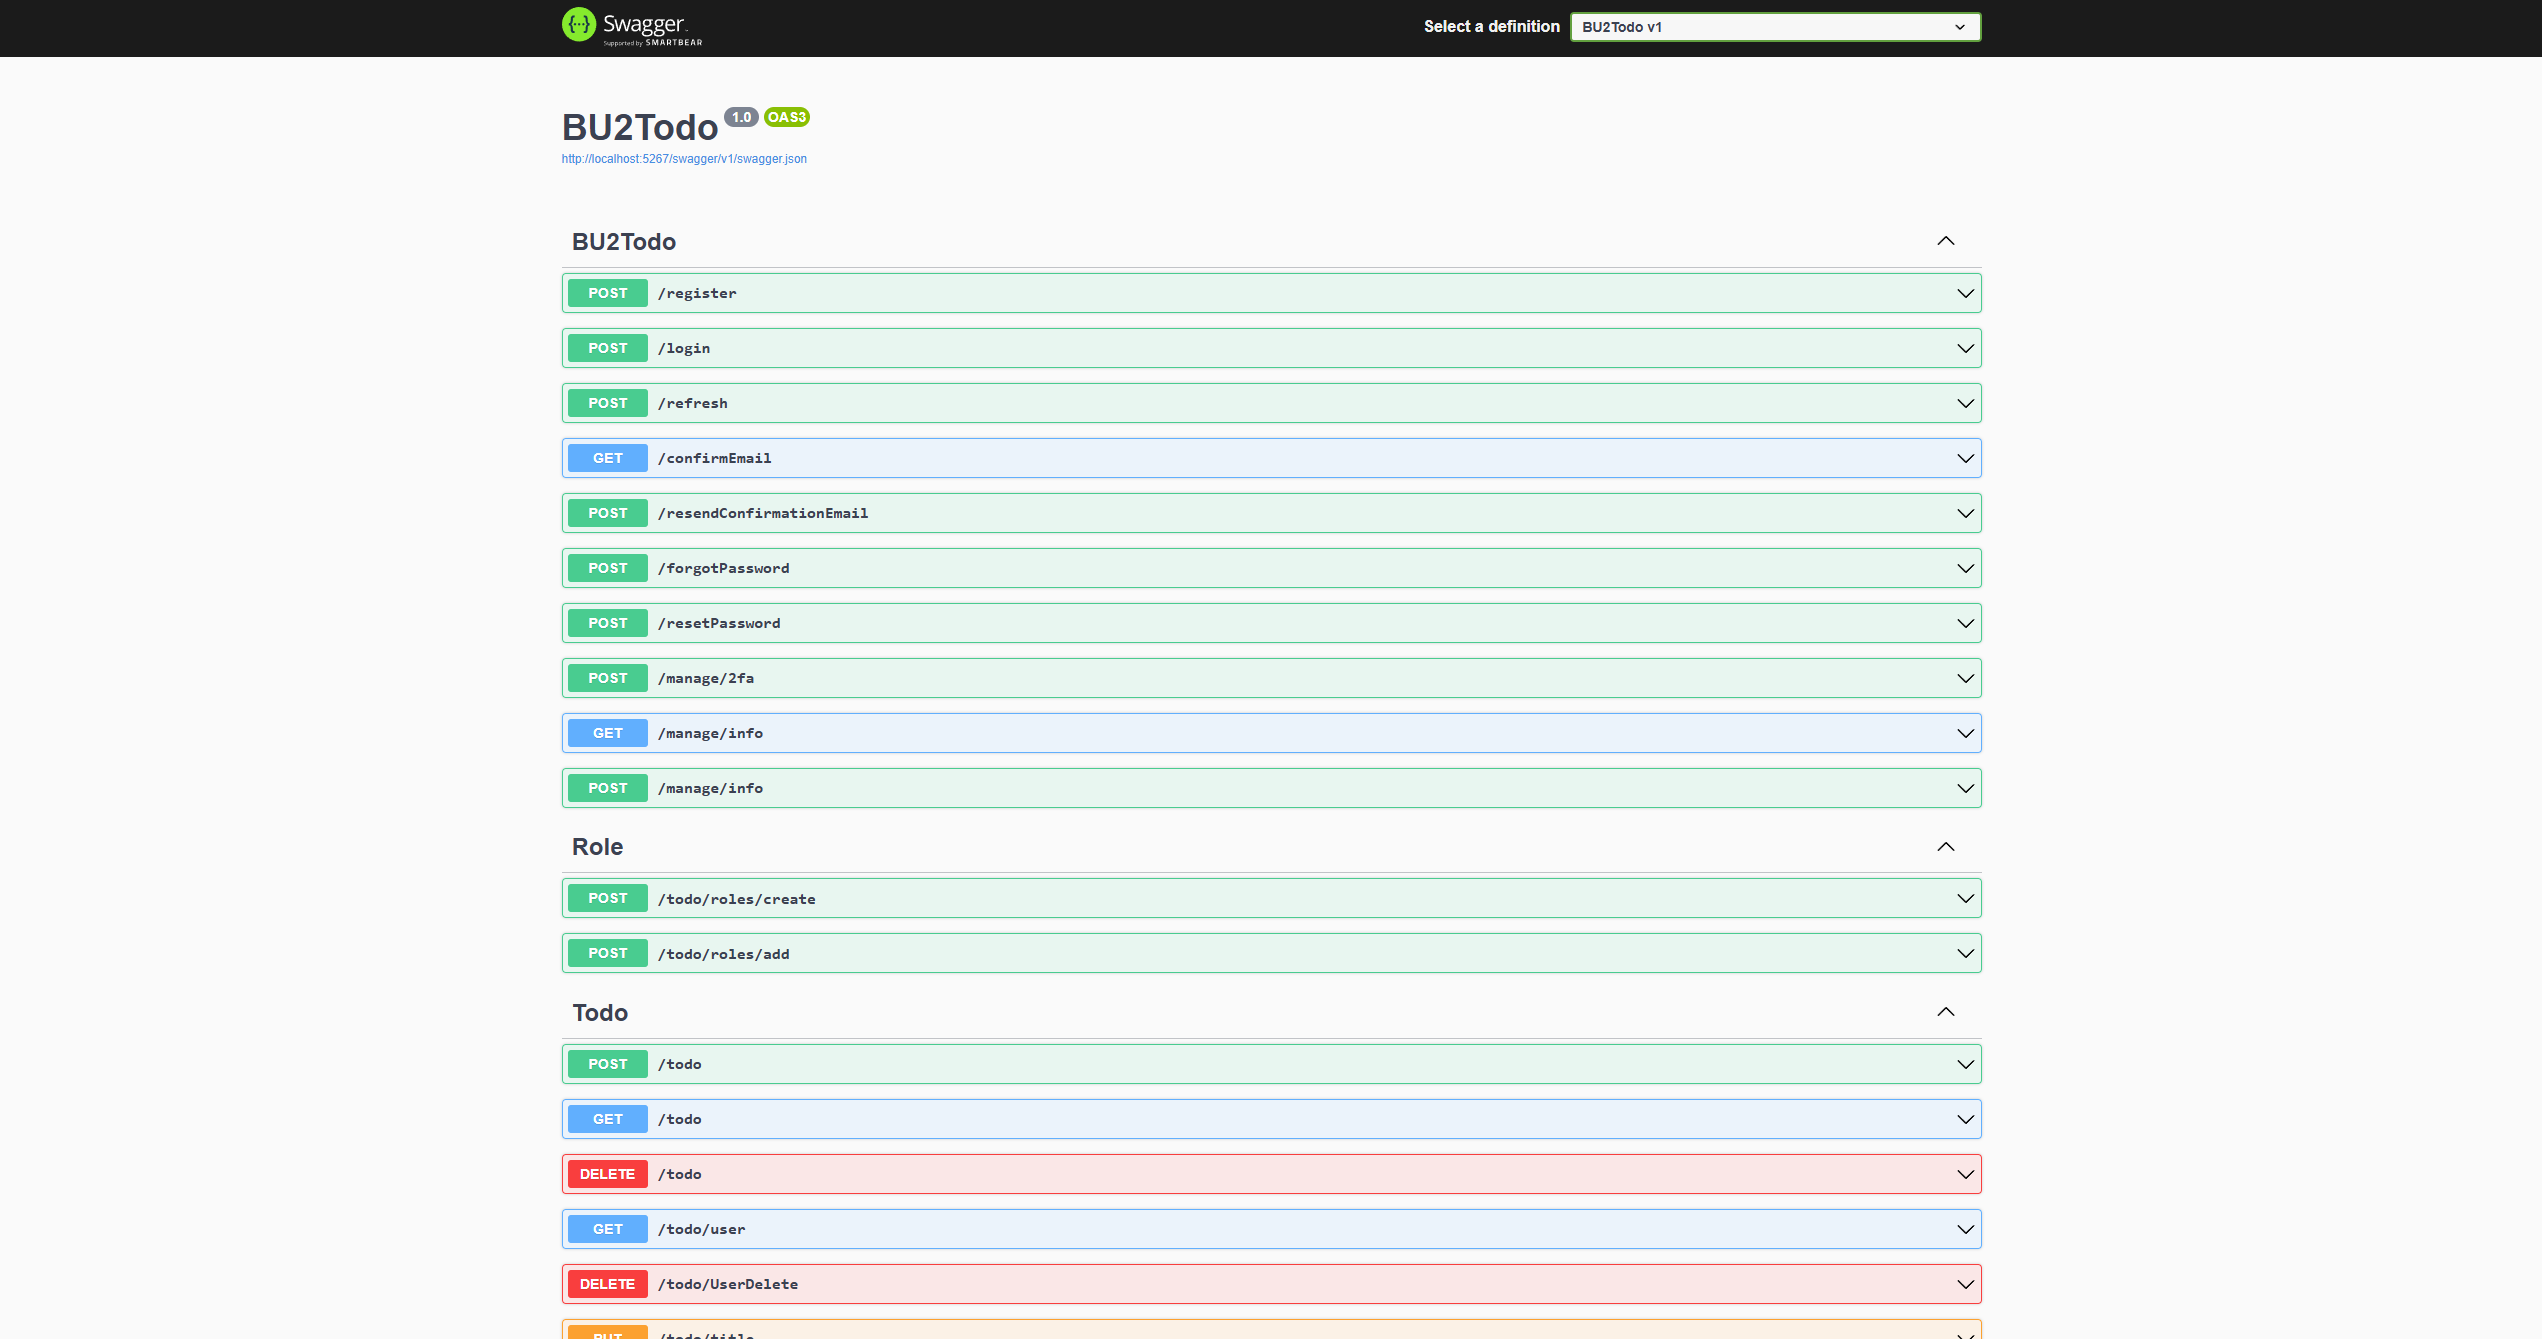 Swagger
Supported by SMARTBEAR
Select a definition
BU2Todo v1
BU2Todo 1.0 OAS3
http://localhost:5267/swagger/v1/swagger.json
BU2Todo
POST /register
POST /login
POST /refresh
GET /confirmEmail
POST /resendConfirmationEmail
POST /forgotPassword
POST /resetPassword
POST /manage/2fa
GET /manage/info
POST /manage/info
Role
POST /todo/roles/create
POST /todo/roles/add
Todo
POST /todo
GET /todo
DELETE /todo
GET /todo/user
DELETE /todo/UserDelete
PUT /todo/title